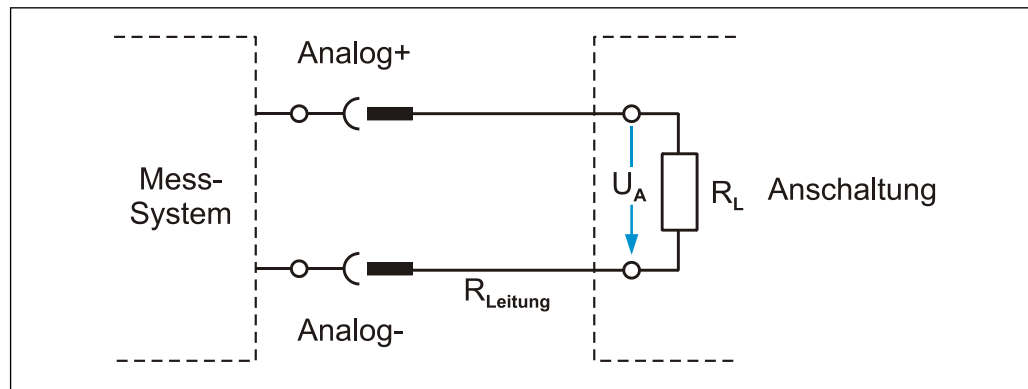 Analog+
Mess-
System
U_A
R_L
Anschaltung
R_Leitung
Analog-